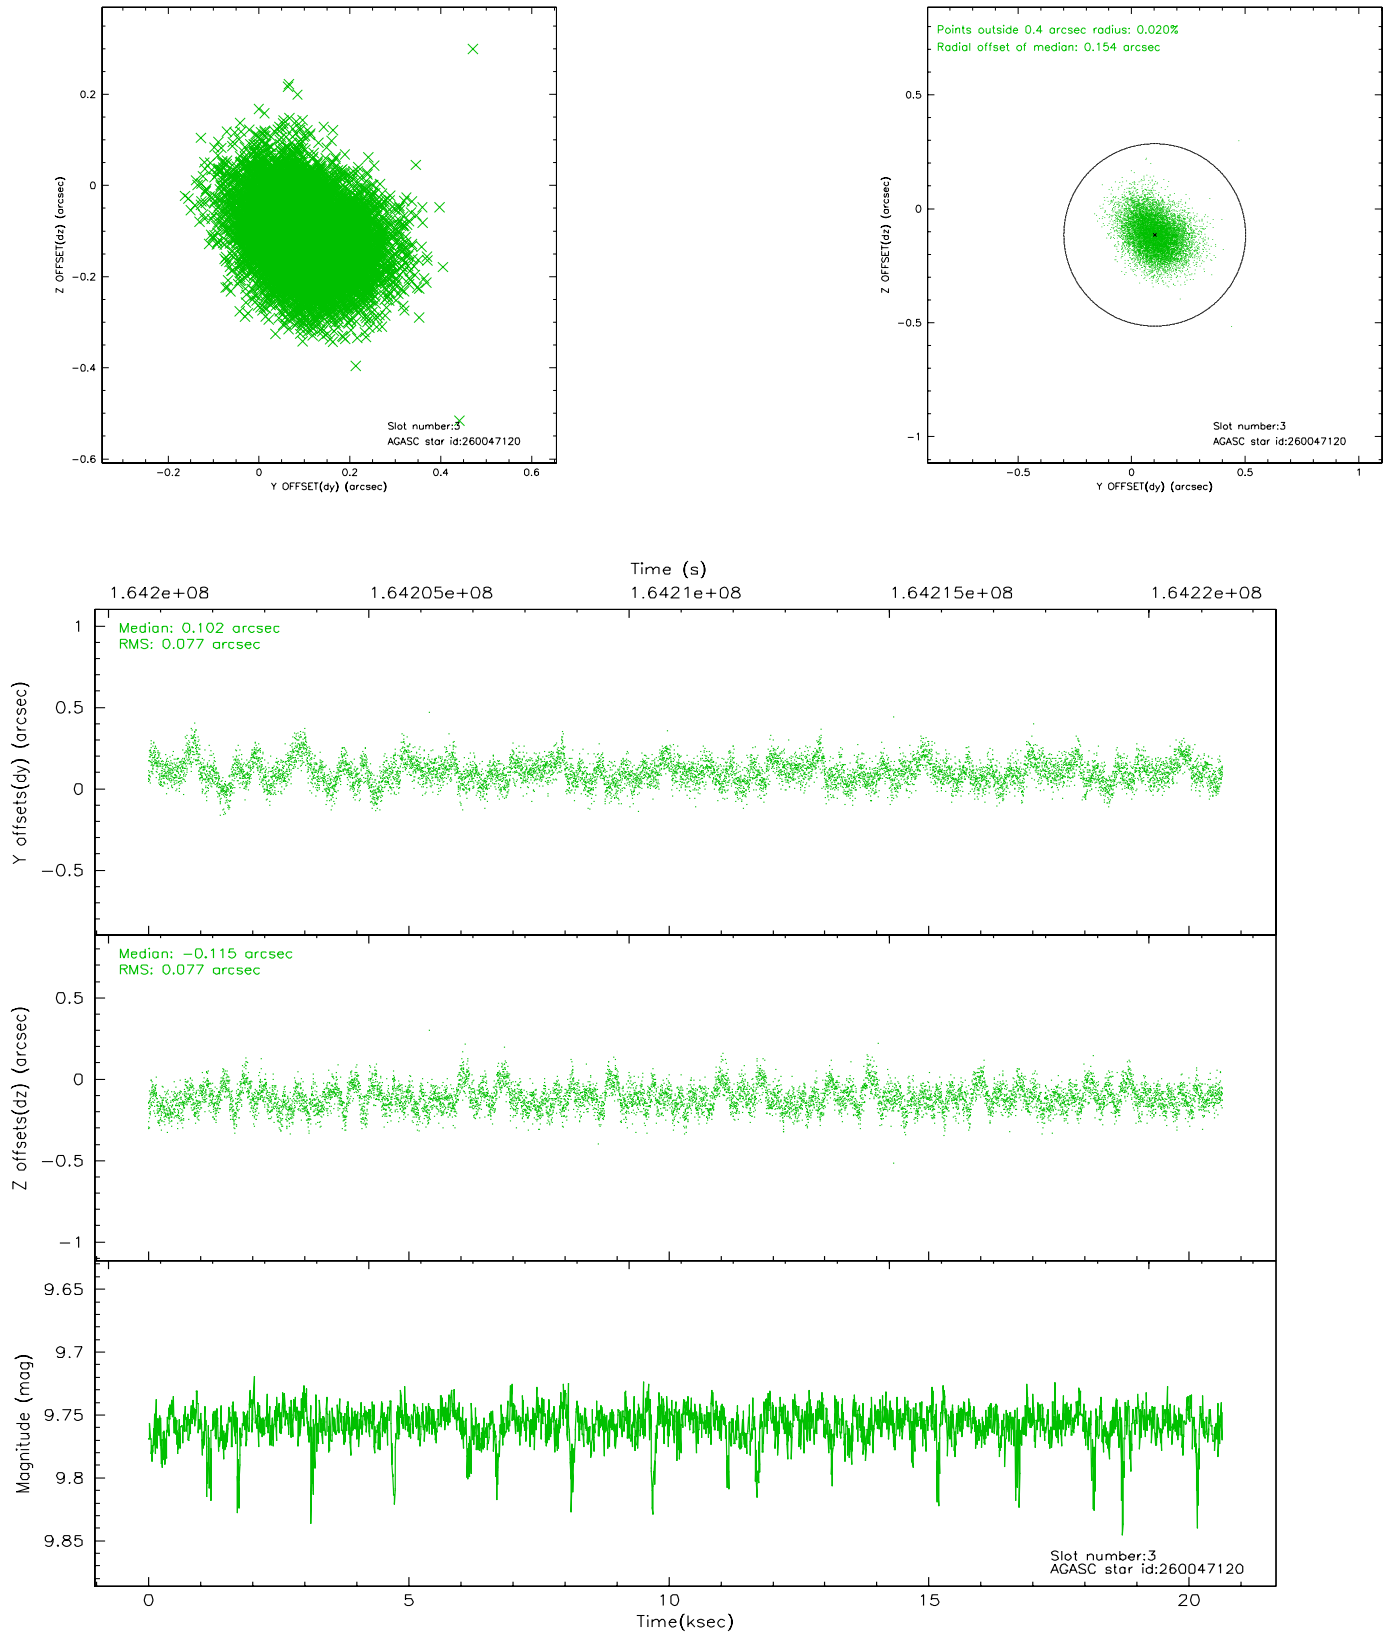 0.2
0
−0.2
−0.4
−0.6
Z OFFSET(dz) (arcsec)
−0.2
0
0.2
0.4
0.6
Y OFFSET(dy) (arcsec)
Slot number:3
AGASC star id:260047120
Points outside 0.4 arcsec radius: 0.020%
Radial offset of median: 0.154 arcsec
0.5
0
−0.5
−1
Z OFFSET(dz) (arcsec)
−0.5
0
0.5
1
Y OFFSET(dy) (arcsec)
Slot number:3
AGASC star id:260047120
Time (s)
1.642e+08
1.64205e+08
1.6421e+08
1.64215e+08
1.6422e+08
Median: 0.102 arcsec
RMS: 0.077 arcsec
1
0.5
0
−0.5
Y offsets(dy) (arcsec)
Median: −0.115 arcsec
RMS: 0.077 arcsec
0.5
0
−0.5
−1
Z offsets(dz) (arcsec)
9.65
9.7
9.75
9.8
9.85
Magnitude (mag)
Slot number:3
AGASC star id:260047120
0
5
10
15
20
Time(ksec)